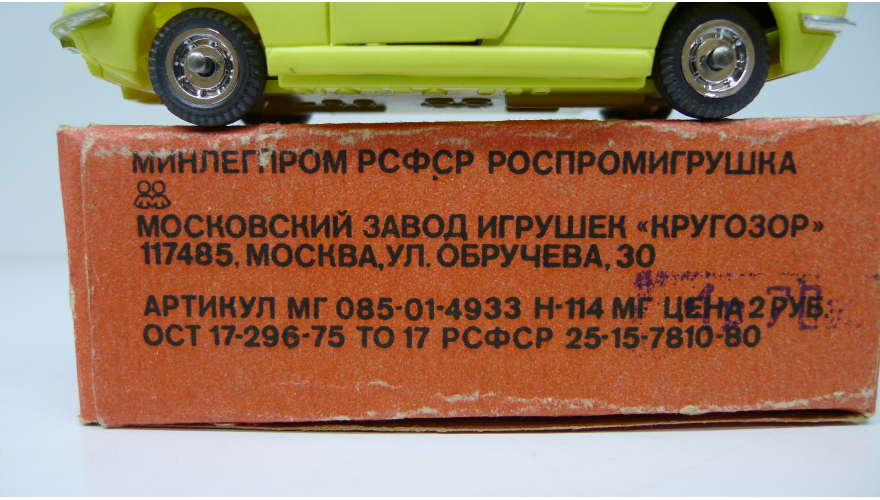 МИНЛЕГПРОМ РСФСР РОСПРОМИГРУШКА
МОСКОВСКИЙ ЗАВОД ИГРУШЕК «КРУГОЗОР»
117485, МОСКВА, УЛ. ОБРУЧЕВА, 30
АРТИКУЛ МГ 085-01-4933 Н-114 МГ ЦЕНА 2 РУБ.
ОСТ 17-296-75 ТО 17 РСФСР 25-15-7810-80